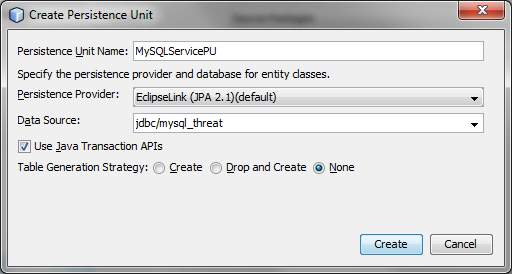 Create Persistence Unit
Persistence Unit Name: MySQLServicePU
Specify the persistence provider and database for entity classes.
Persistence Provider: EclipseLink (JPA 2.1)(default)
Data Source: jdbc/mysql_threat
Use Java Transaction APIs
Table Generation Strategy: Create Drop and Create None
Create Cancel